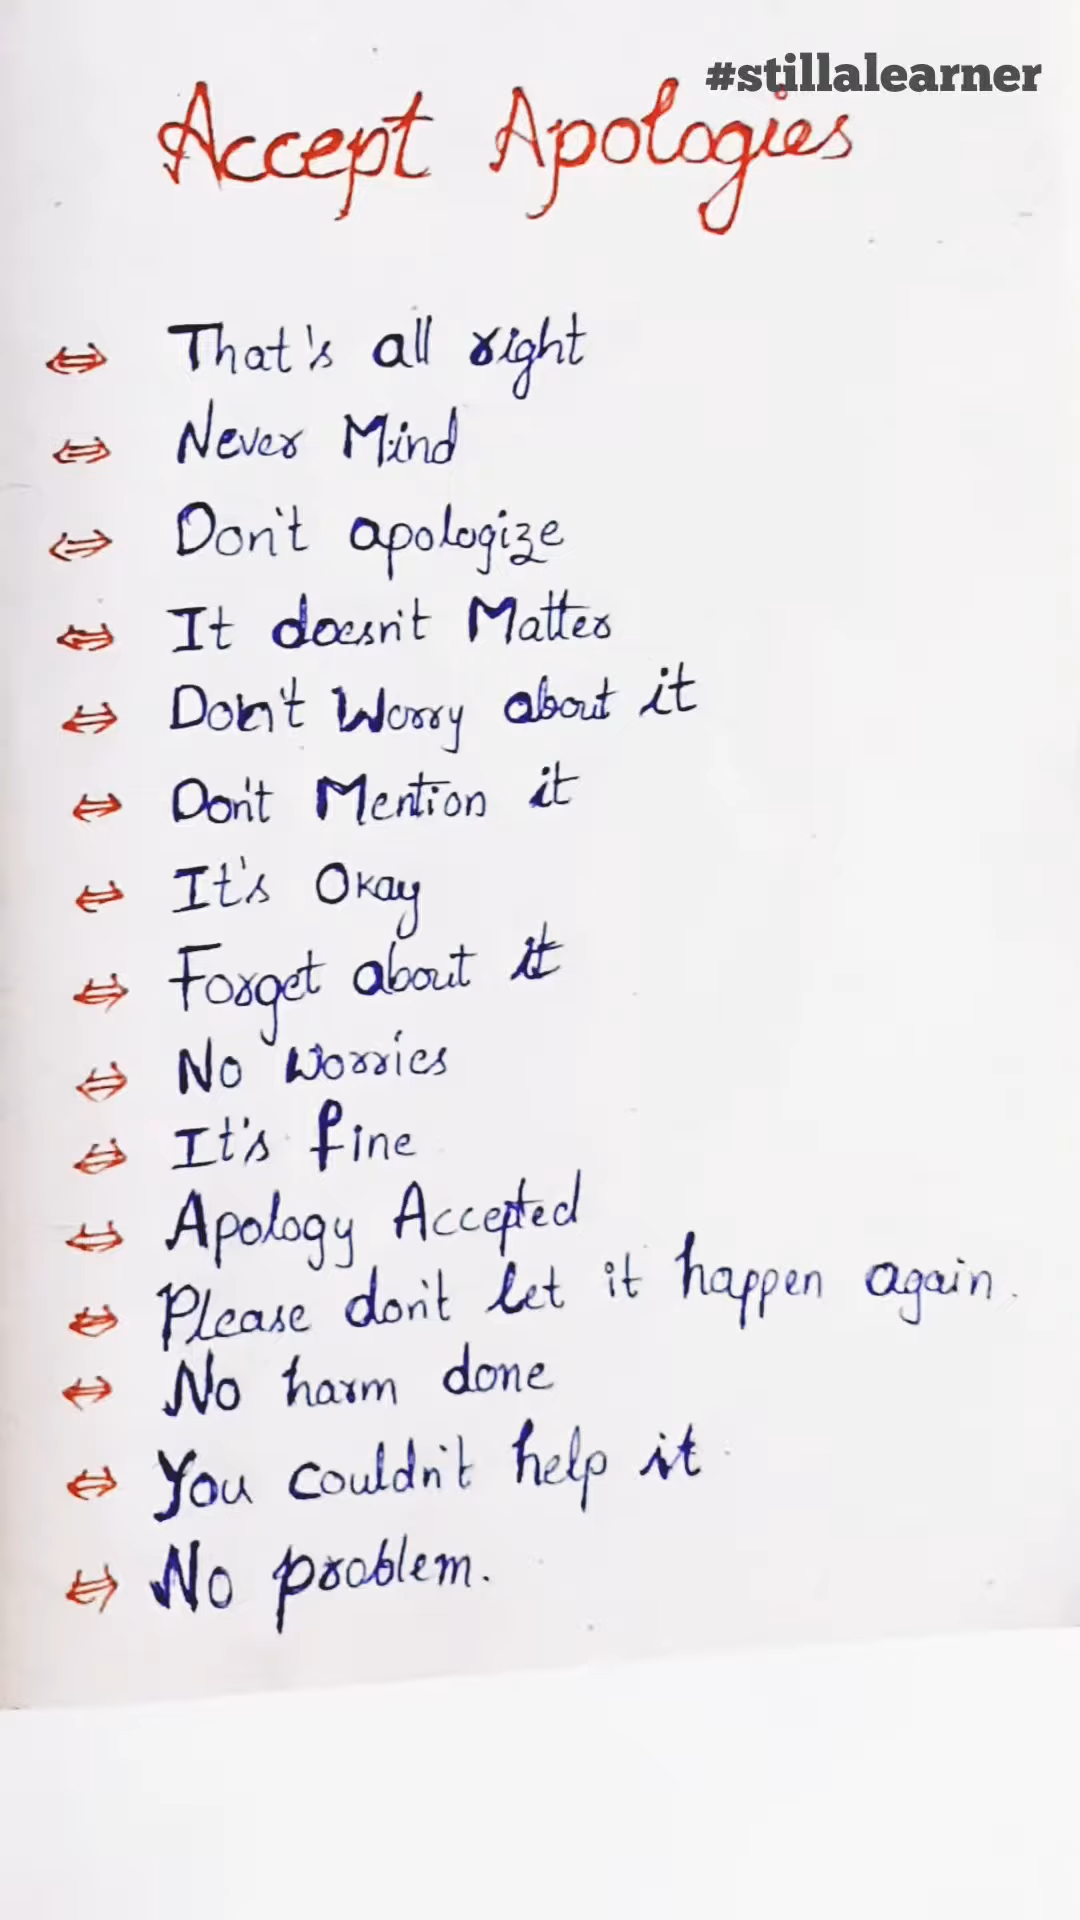 #stillalearner
Accept Apologies
That's all right
Never Mind
Don't apologize
It doesn't Matter
Don't Worry about it
Don't Mention it
It's Okay
Forget about it
No worries
It's fine
Apology Accepted
Please don't let it happen again.
No harm done
You couldn't help it
No problem.